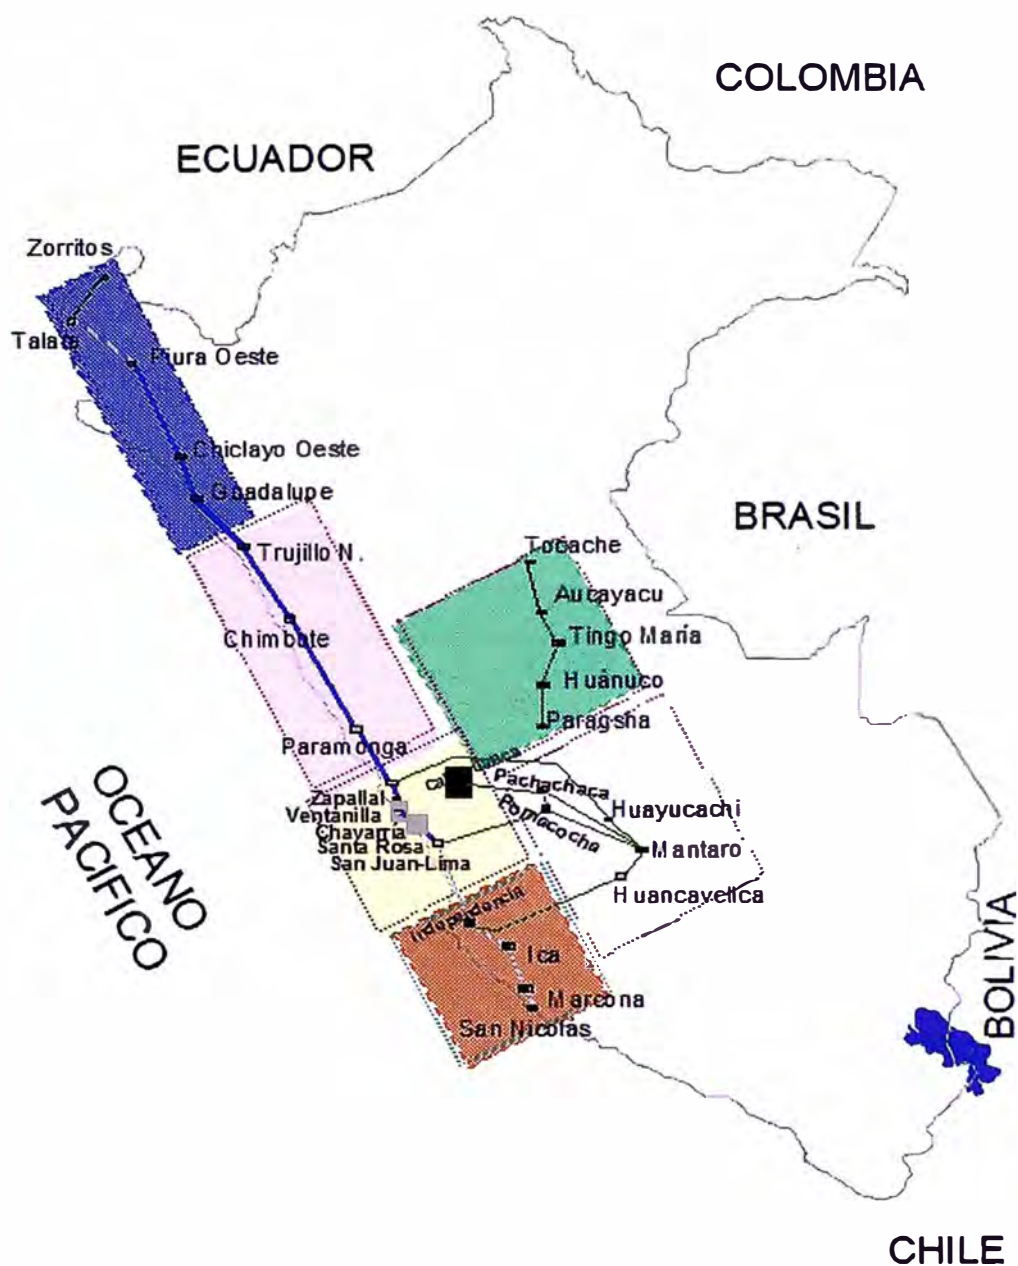 COLOMBIA
ECUADOR
Zorritos
Talara
Piura Oeste
Chiclayo Oeste
Guadalupe
BRASIL
Trujillo N.
Tocache
Aucayacu
Chimbote
Tingo María
Huánuco
Paragsha
Paramonga
OCEANO
PACIFICO
Pachachaca
Zapallal
Huayucachi
Ventanilla
Pomacocha
Chavarría
Santa Rosa
Mantaro
San Juan-Lima
Huancavelica
Independencia
Ica
BOLIVIA
Marcona
San Nicolas
CHILE